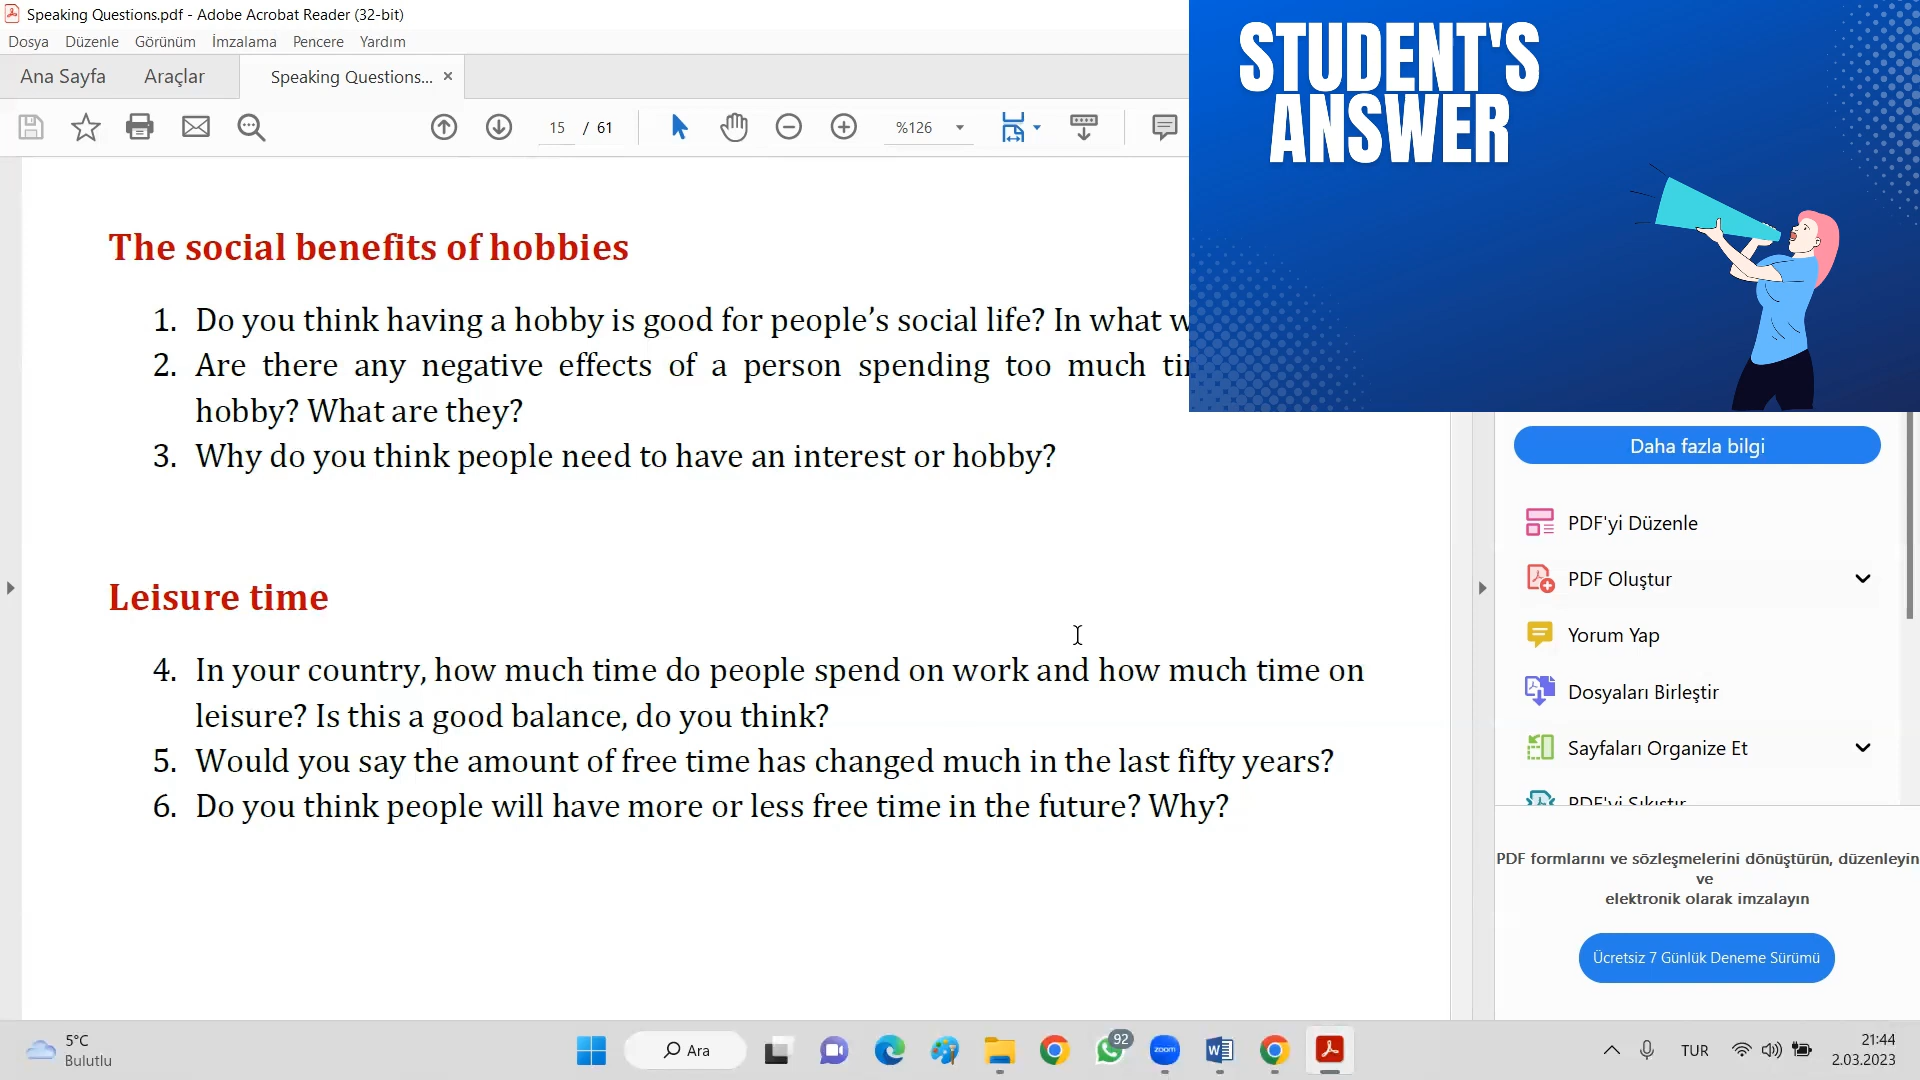 Speaking Questions.pdf - Adobe Acrobat Reader (32-bit)
Dosya Düzenle Görünüm İmzalama Pencere Yardım
Ana Sayfa Araçlar Speaking Questions... ×
15 / 61 %126
STUDENT'S
ANSWER
The social benefits of hobbies
1. Do you think having a hobby is good for people’s social life? In what
2. Are there any negative effects of a person spending too much
hobby? What are they?
3. Why do you think people need to have an interest or hobby?
Leisure time
4. In your country, how much time do people spend on work and how much time on
leisure? Is this a good balance, do you think?
5. Would you say the amount of free time has changed much in the last fifty years?
6. Do you think people will have more or less free time in the future? Why?
Daha fazla bilgi
PDF'yi Düzenle
PDF Oluştur
Yorum Yap
Dosyaları Birleştir
Sayfaları Organize Et
PDF formlarını ve sözleşmelerini dönüştürün, düzenleyin
ve
elektronik olarak imzalayın
Ücretsiz 7 Günlük Deneme Sürümü
5°C
Bulutlu
Ara
92
zoom
TUR
21:44
2.03.2023